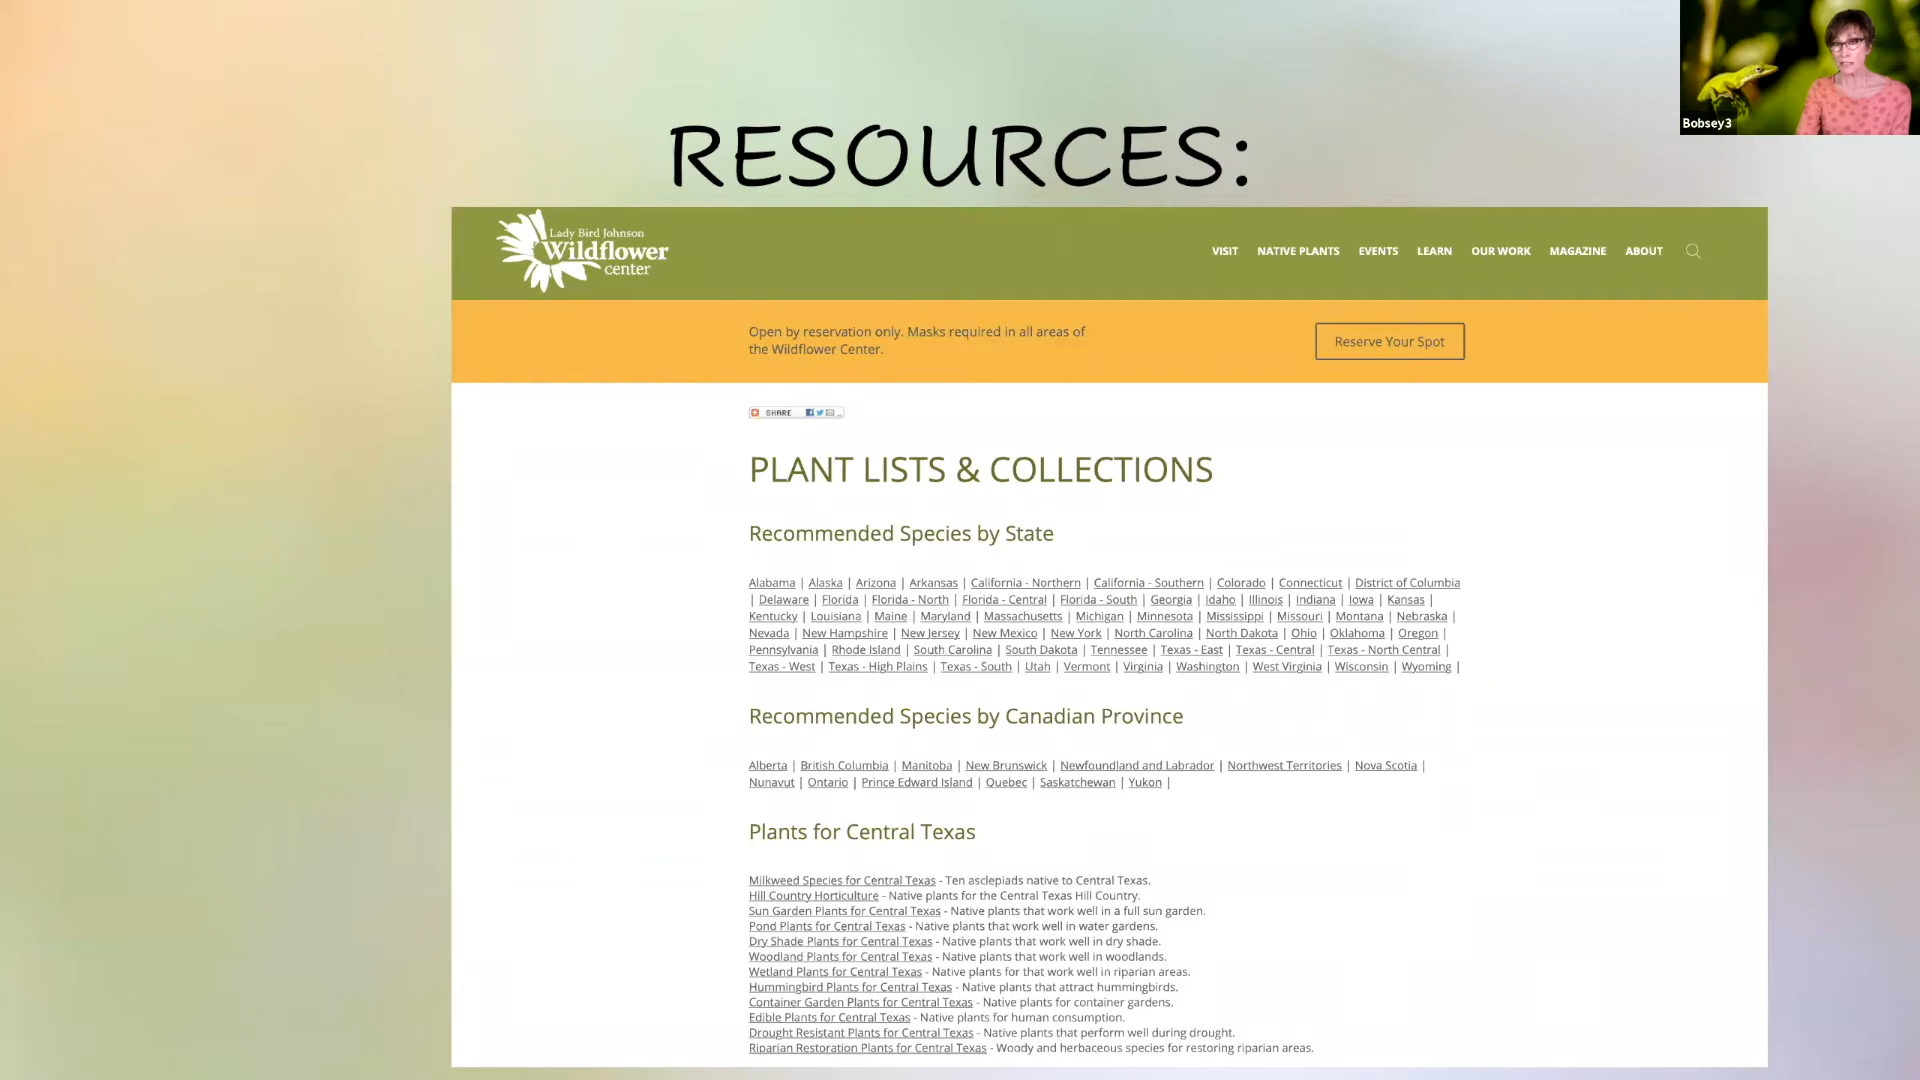 Bobsey3
RESOURCES:
Lady Bird Johnson
Wildflower
center
VISIT NATIVE PLANTS EVENTS LEARN OUR WORK MAGAZINE ABOUT
Open by reservation only. Masks required in all areas of
the Wildflower Center.
Reserve Your Spot
SHARE
PLANT LISTS & COLLECTIONS
Recommended Species by State
Alabama | Alaska | Arizona | Arkansas | California - Northern | California - Southern | Colorado | Connecticut | District of Columbia
| Delaware | Florida | Florida - North | Florida - Central | Florida - South | Georgia | Idaho | Illinois | Indiana | Iowa | Kansas |
Kentucky | Louisiana | Maine | Maryland | Massachusetts | Michigan | Minnesota | Mississippi | Missouri | Montana | Nebraska |
Nevada | New Hampshire | New Jersey | New Mexico | New York | North Carolina | North Dakota | Ohio | Oklahoma | Oregon |
Pennsylvania | Rhode Island | South Carolina | South Dakota | Tennessee | Texas - East | Texas - Central | Texas - North Central |
Texas - West | Texas - High Plains | Texas - South | Utah | Vermont | Virginia | Washington | West Virginia | Wisconsin | Wyoming |
Recommended Species by Canadian Province
Alberta | British Columbia | Manitoba | New Brunswick | Newfoundland and Labrador | Northwest Territories | Nova Scotia |
Nunavut | Ontario | Prince Edward Island | Quebec | Saskatchewan | Yukon |
Plants for Central Texas
Milkweed Species for Central Texas - Ten asclepiads native to Central Texas.
Hill Country Horticulture - Native plants for the Central Texas Hill Country.
Sun Garden Plants for Central Texas - Native plants that work well in a full sun garden.
Pond Plants for Central Texas - Native plants that work well in water gardens.
Dry Shade Plants for Central Texas - Native plants that work well in dry shade.
Woodland Plants for Central Texas - Native plants that work well in woodlands.
Wetland Plants for Central Texas - Native plants for that work well in riparian areas.
Hummingbird Plants for Central Texas - Native plants that attract hummingbirds.
Container Garden Plants for Central Texas - Native plants for container gardens.
Edible Plants for Central Texas - Native plants for human consumption.
Drought Resistant Plants for Central Texas - Native plants that perform well during drought.
Riparian Restoration Plants for Central Texas - Woody and herbaceous species for restoring riparian areas.